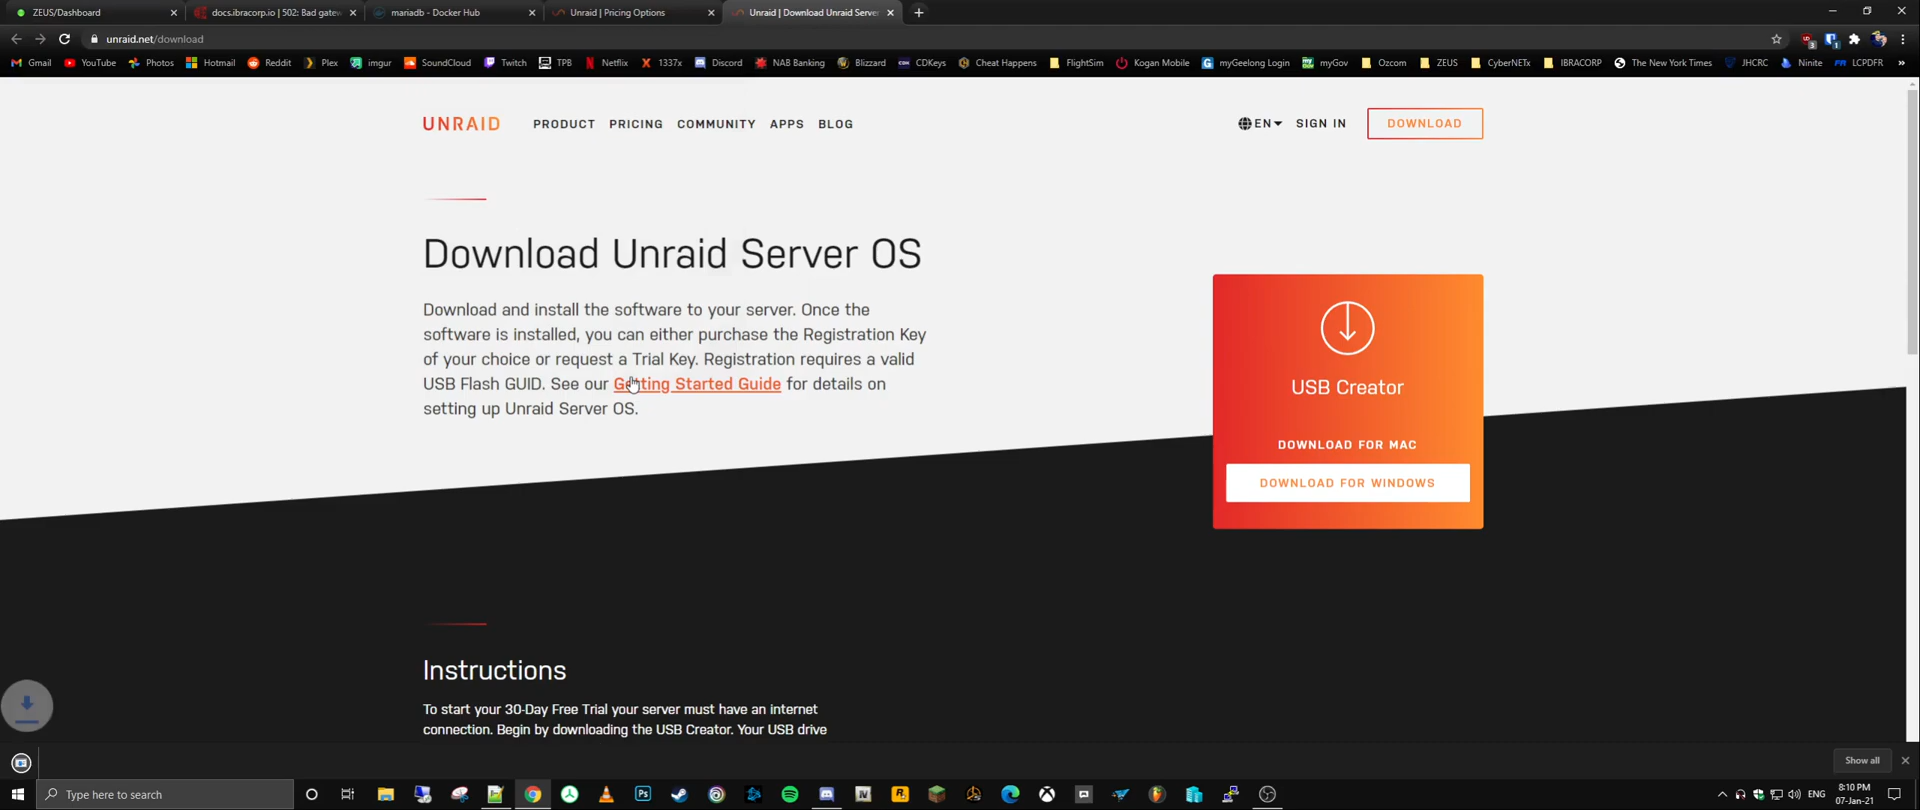 ZEUS/Dashboard
docs.ibracorp.io | 502: Bad gatew
mariadb - Docker Hub
Unraid | Pricing Options
Unraid | Download Unraid Server
unraid.net/download
Gmail YouTube Photos Hotmail Reddit Plex imgur SoundCloud Twitch TPB Netflix 1337x Discord NAB Banking Blizzard CDKeys Cheat Happens FlightSim Kogan Mobile myGeelong Login myGov Ozcom ZEUS CyberNETx IBRACORP The New York Times JHCRC Ninite LCPDFR »
UNRAID PRODUCT PRICING COMMUNITY APPS BLOG EN SIGN IN DOWNLOAD
Download Unraid Server OS
Download and install the software to your server. Once the
software is installed, you can either purchase the Registration Key
of your choice or request a Trial Key. Registration requires a valid
USB Flash GUID. See our Getting Started Guide for details on
setting up Unraid Server OS.
USB Creator
DOWNLOAD FOR MAC
DOWNLOAD FOR WINDOWS
Instructions
To start your 30-Day Free Trial your server must have an internet
connection. Begin by downloading the USB Creator. Your USB drive
Show all
Type here to search
ENG
8:10 PM
07-Jan-21